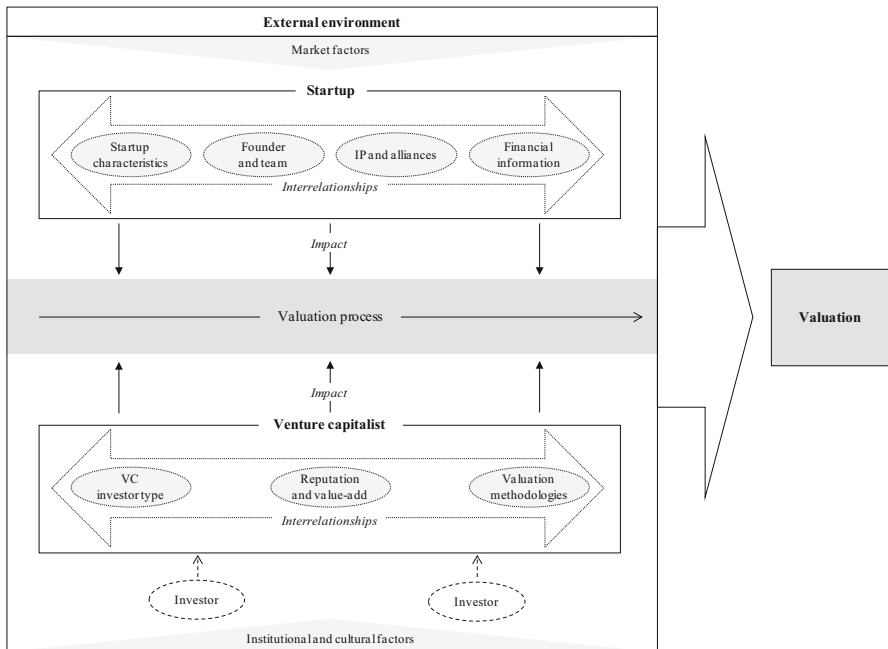 External environment
Market factors
Startup
Startup
characteristics
Founder
and team
IP and alliances
Financial
information
Interrelationships
Impact
Valuation process
Valuation
Impact
Venture capitalist
VC
investor type
Reputation
and value-add
Valuation
methodologies
Interrelationships
Investor
Investor
Institutional and cultural factors